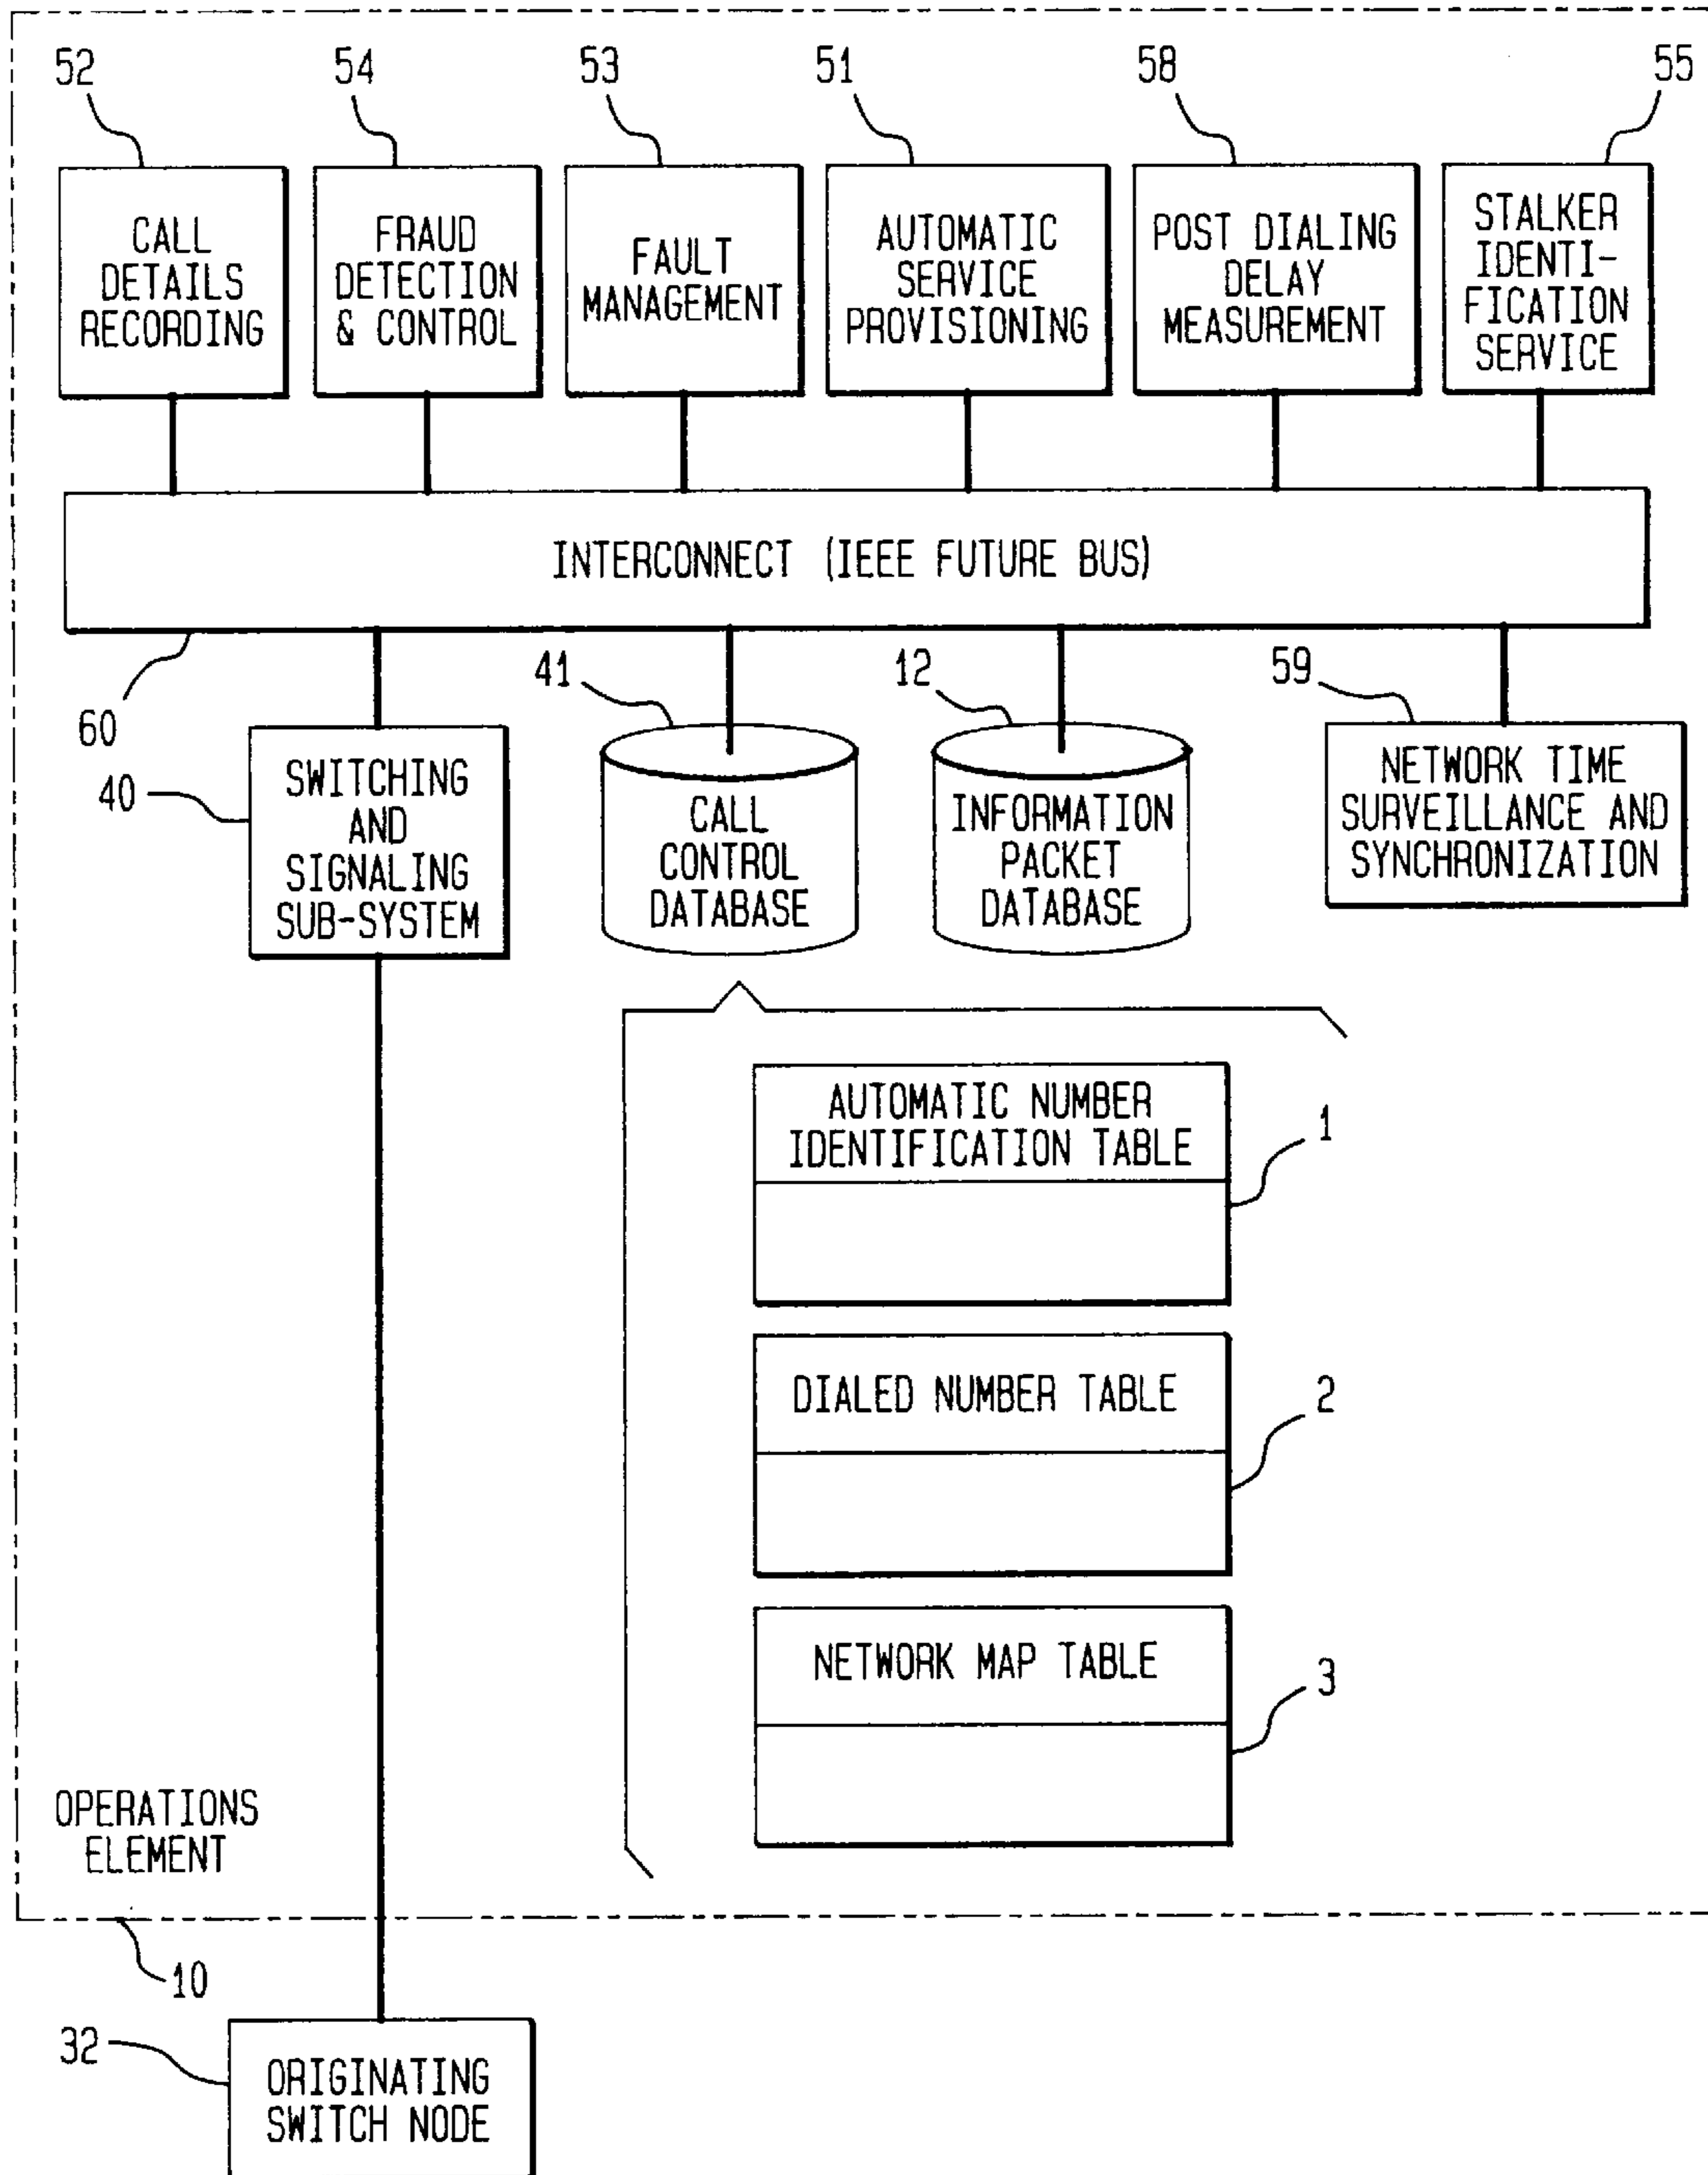 52
54
53
51
58
55
CALL
DETAILS
RECORDING
FRAUD
DETECTION
& CONTROL
FAULT
MANAGEMENT
AUTOMATIC
SERVICE
PROVISIONING
POST DIALING
DELAY
MEASUREMENT
STALKER
IDENTI-
FICATION
SERVICE
INTERCONNECT (IEEE FUTURE BUS)
60
41
12
59
40
SWITCHING
AND
SIGNALING
SUB-SYSTEM
CALL
CONTROL
DATABASE
INFORMATION
PACKET
DATABASE
NETWORK TIME
SURVEILLANCE AND
SYNCHRONIZATION
AUTOMATIC NUMBER
IDENTIFICATION TABLE
1
DIALED NUMBER TABLE
2
NETWORK MAP TABLE
3
OPERATIONS
ELEMENT
10
32
ORIGINATING
SWITCH NODE